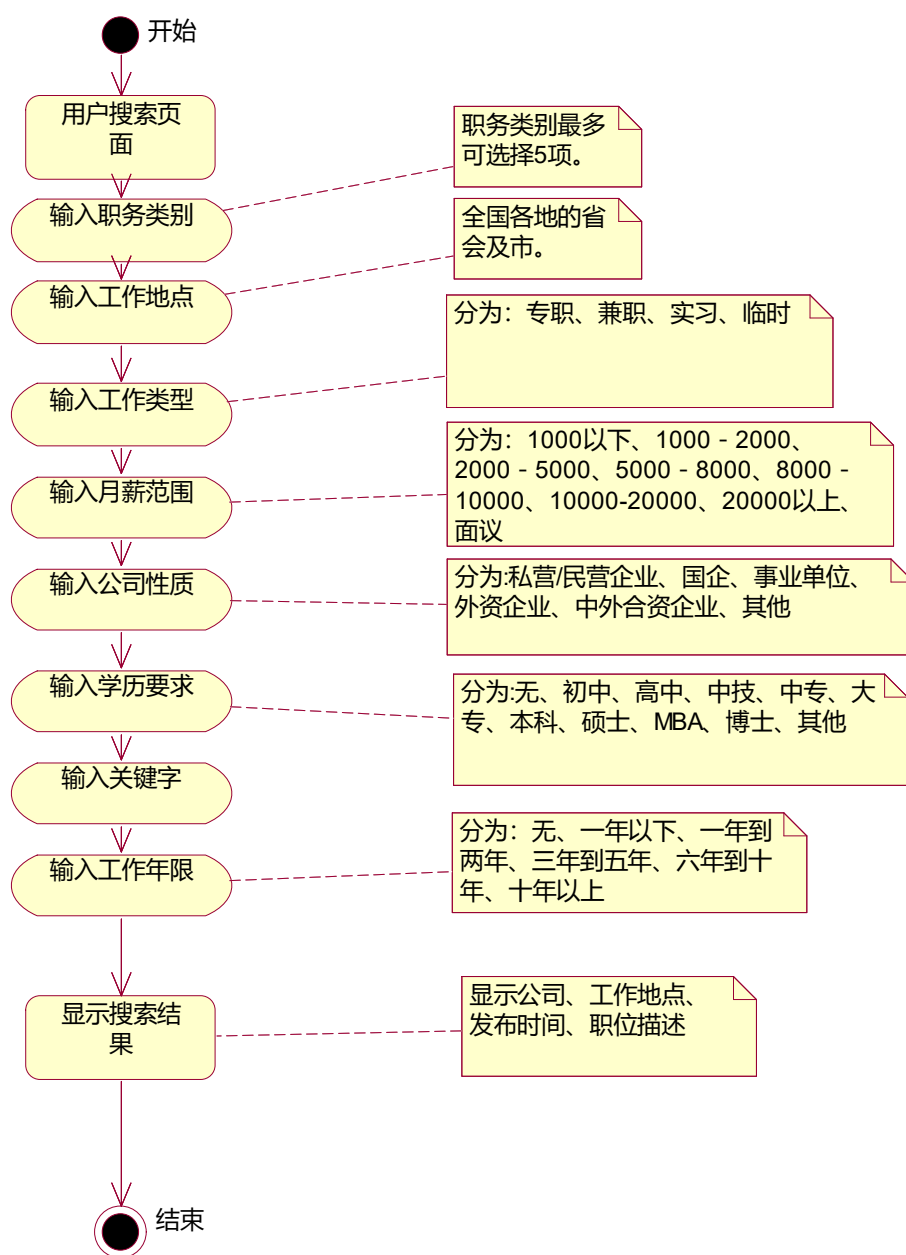 开始
用户搜索页
面
职务类别最多
可选择5项。
输入职务类别
全国各地的省
会及市。
输入工作地点
分为：专职、兼职、实习、临时
输入工作类型
分为：1000以下、1000﹣2000、
2000﹣5000、5000﹣8000、8000﹣
10000、10000-20000、20000以上、
面议
输入月薪范围
分为:私营/民营企业、国企、事业单位、
外资企业、中外合资企业、其他
输入公司性质
分为:无、初中、高中、中技、中专、大
专、本科、硕士、MBA、博士、其他
输入学历要求
输入关键字
分为：无、一年以下、一年到
两年、三年到五年、六年到十
年、十年以上
输入工作年限
显示公司、工作地点、
发布时间、职位描述
显示搜索结
果
结束